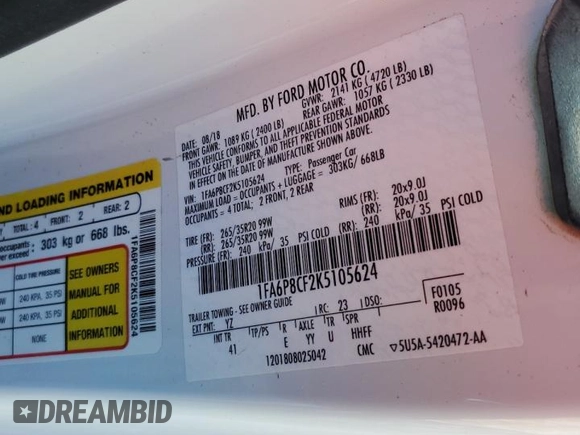 MFD. BY FORD MOTOR CO.
DATE: 08/18
GVWR: 2141 KG ( 4720 LB)
FRONT GAWR: 1089 KG ( 2400 LB)
REAR GAWR: 1057 KG ( 2330 LB)
THIS VEHICLE CONFORMS TO ALL APPLICABLE FEDERAL MOTOR
VEHICLE SAFETY, BUMPER, AND THEFT PREVENTION STANDARDS
IN EFFECT ON THE DATE OF MANUFACTURE SHOWN ABOVE.
VIN: 1FA6P8CF2K5105624
TYPE: Passenger Car
MAXIMUM LOAD = OCCUPANTS + LUGGAGE = 303KG/ 668LB
OCCUPANTS = 4 TOTAL; 2 FRONT, 2 REAR
TIRE (FR): 265/35R20 99W
RIMS (FR): 20x9.0J
(RR): 265/35R20 99W
(RR): 20x9.0J
PRESSURE (FR): 240 kPa/ 35 PSI COLD
(RR): 240 kPa/ 35 PSI COLD
1FA6P8CF2K5105624
TRAILER TOWING - SEE OWNER GUIDE
EXT PNT: YZ
RC: 23
DSO:
F0105
R0096
INT TR
TP/PS
R
AXLE
TR
SPR
41
E
YY
U
HHFF
1201808025042
CMC
5U5A-5420472-AA
ND LOADING INFORMATION
TOTAL: 4
FRONT: 2
REAR: 2
occupants
exceed: 303 kg or 668 lbs.
240 KPA, 35 PSI
240 KPA, 35 PSI
NONE
SEE OWNERS
MANUAL FOR
ADDITIONAL
INFORMATION
1FA6P8CF2K5105624
DREAMBID